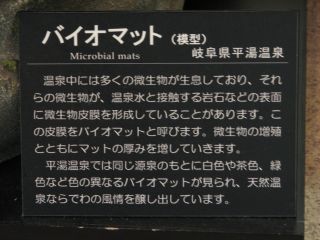 バイオマット（模型）
Microbial mats 岐阜県平湯温泉
温泉中には多くの微生物が生息しており、それ
らの微生物が、温泉水と接触する岩石などの表面
に微生物皮膜を形成していることがあります。こ
の皮膜をバイオマットと呼びます。微生物の増殖
とともにマットの厚みを増していきます。
平湯温泉では同じ源泉のもとに白色や茶色、緑
色など色の異なるバイオマットが見られ、天然温
泉ならでわの風情を醸し出しています。